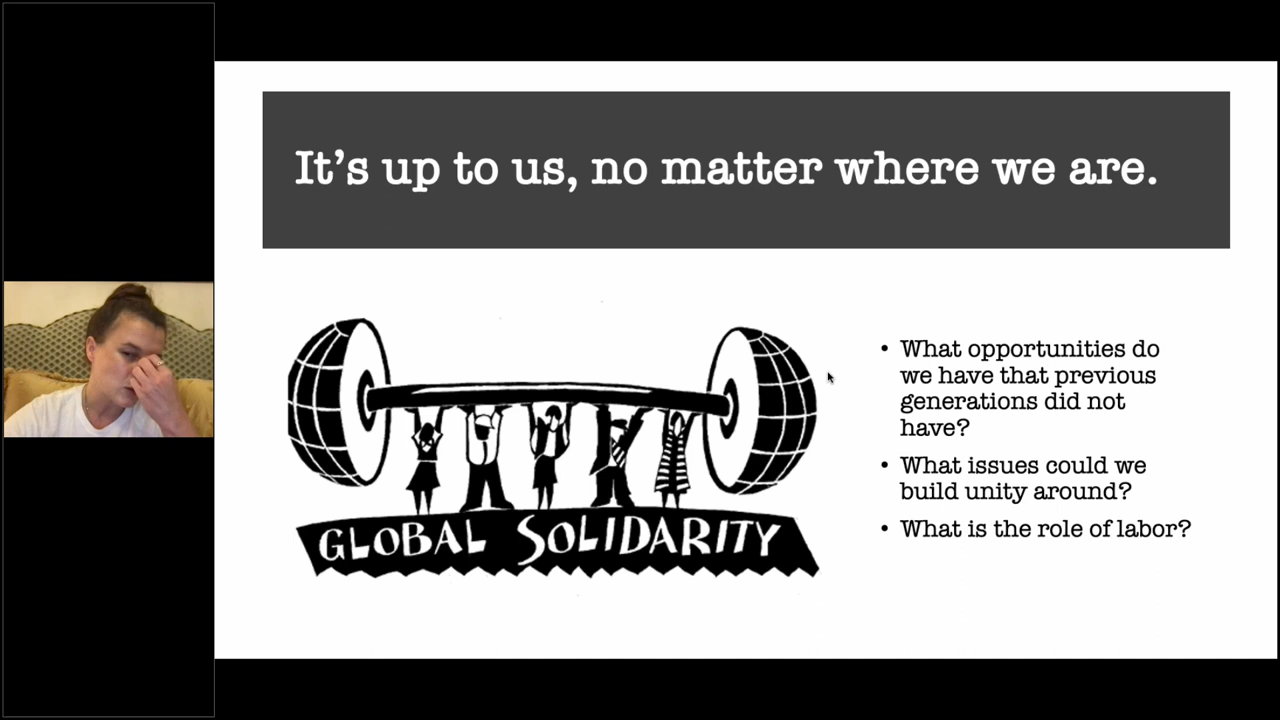 It's up to us, no matter where we are.
GLOBAL SOLIDARITY
• What opportunities do
we have that previous
generations did not
have?
• What issues could we
build unity around?
• What is the role of labor?